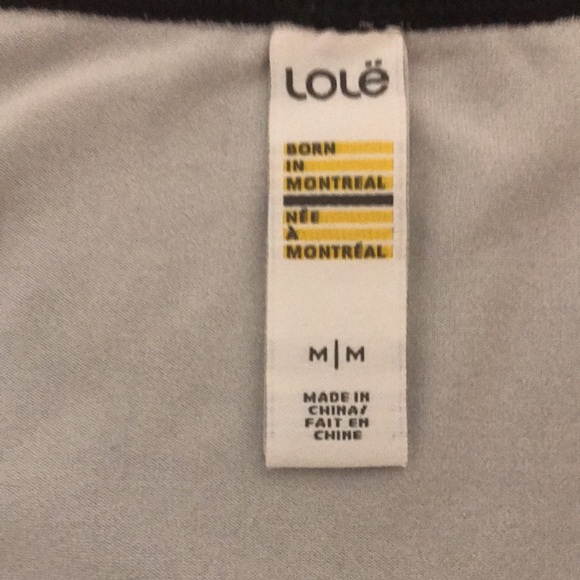 Lolë
BORN
IN
MONTREAL
NÉE
À
MONTRÉAL
M|M
MADE IN
CHINA/
FAIT EN
CHINE